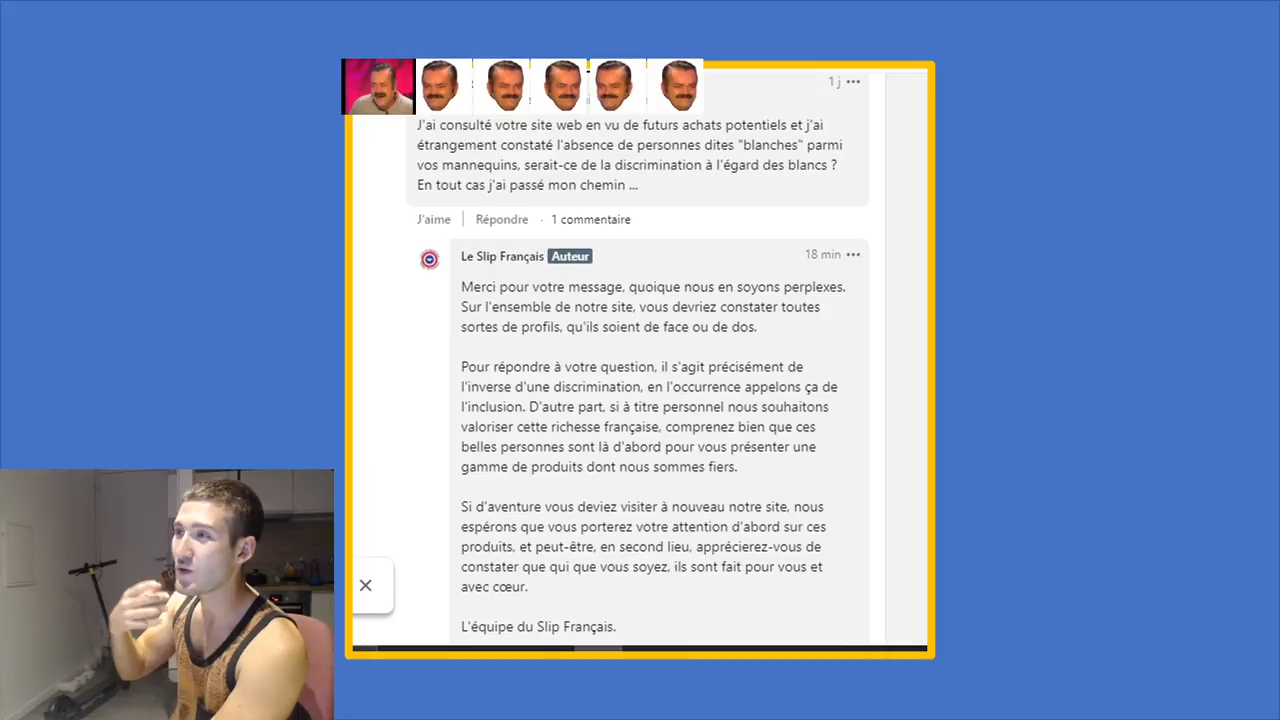 1 j •••
J'ai consulté votre site web en vu de futurs achats potentiels et j'ai
étrangement constaté l'absence de personnes dites "blanches" parmi
vos mannequins, serait-ce de la discrimination à l'égard des blancs ?
En tout cas j'ai passé mon chemin ...
J'aime | Répondre · 1 commentaire
Le Slip Français Auteur 18 min •••
Merci pour votre message, quoique nous en soyons perplexes.
Sur l'ensemble de notre site, vous devriez constater toutes
sortes de profils, qu'ils soient de face ou de dos.
Pour répondre à votre question, il s'agit précisément de
l'inverse d'une discrimination, en l'occurrence appelons ça de
l'inclusion. D'autre part, si à titre personnel nous souhaitons
valoriser cette richesse française, comprenez bien que ces
belles personnes sont là d'abord pour vous présenter une
gamme de produits dont nous sommes fiers.
Si d'aventure vous deviez visiter à nouveau notre site, nous
espérons que vous porterez votre attention d'abord sur ces
produits, et peut-être, en second lieu, apprécierez-vous de
constater que qui que vous soyez, ils sont fait pour vous et
avec cœur.
L'équipe du Slip Français.